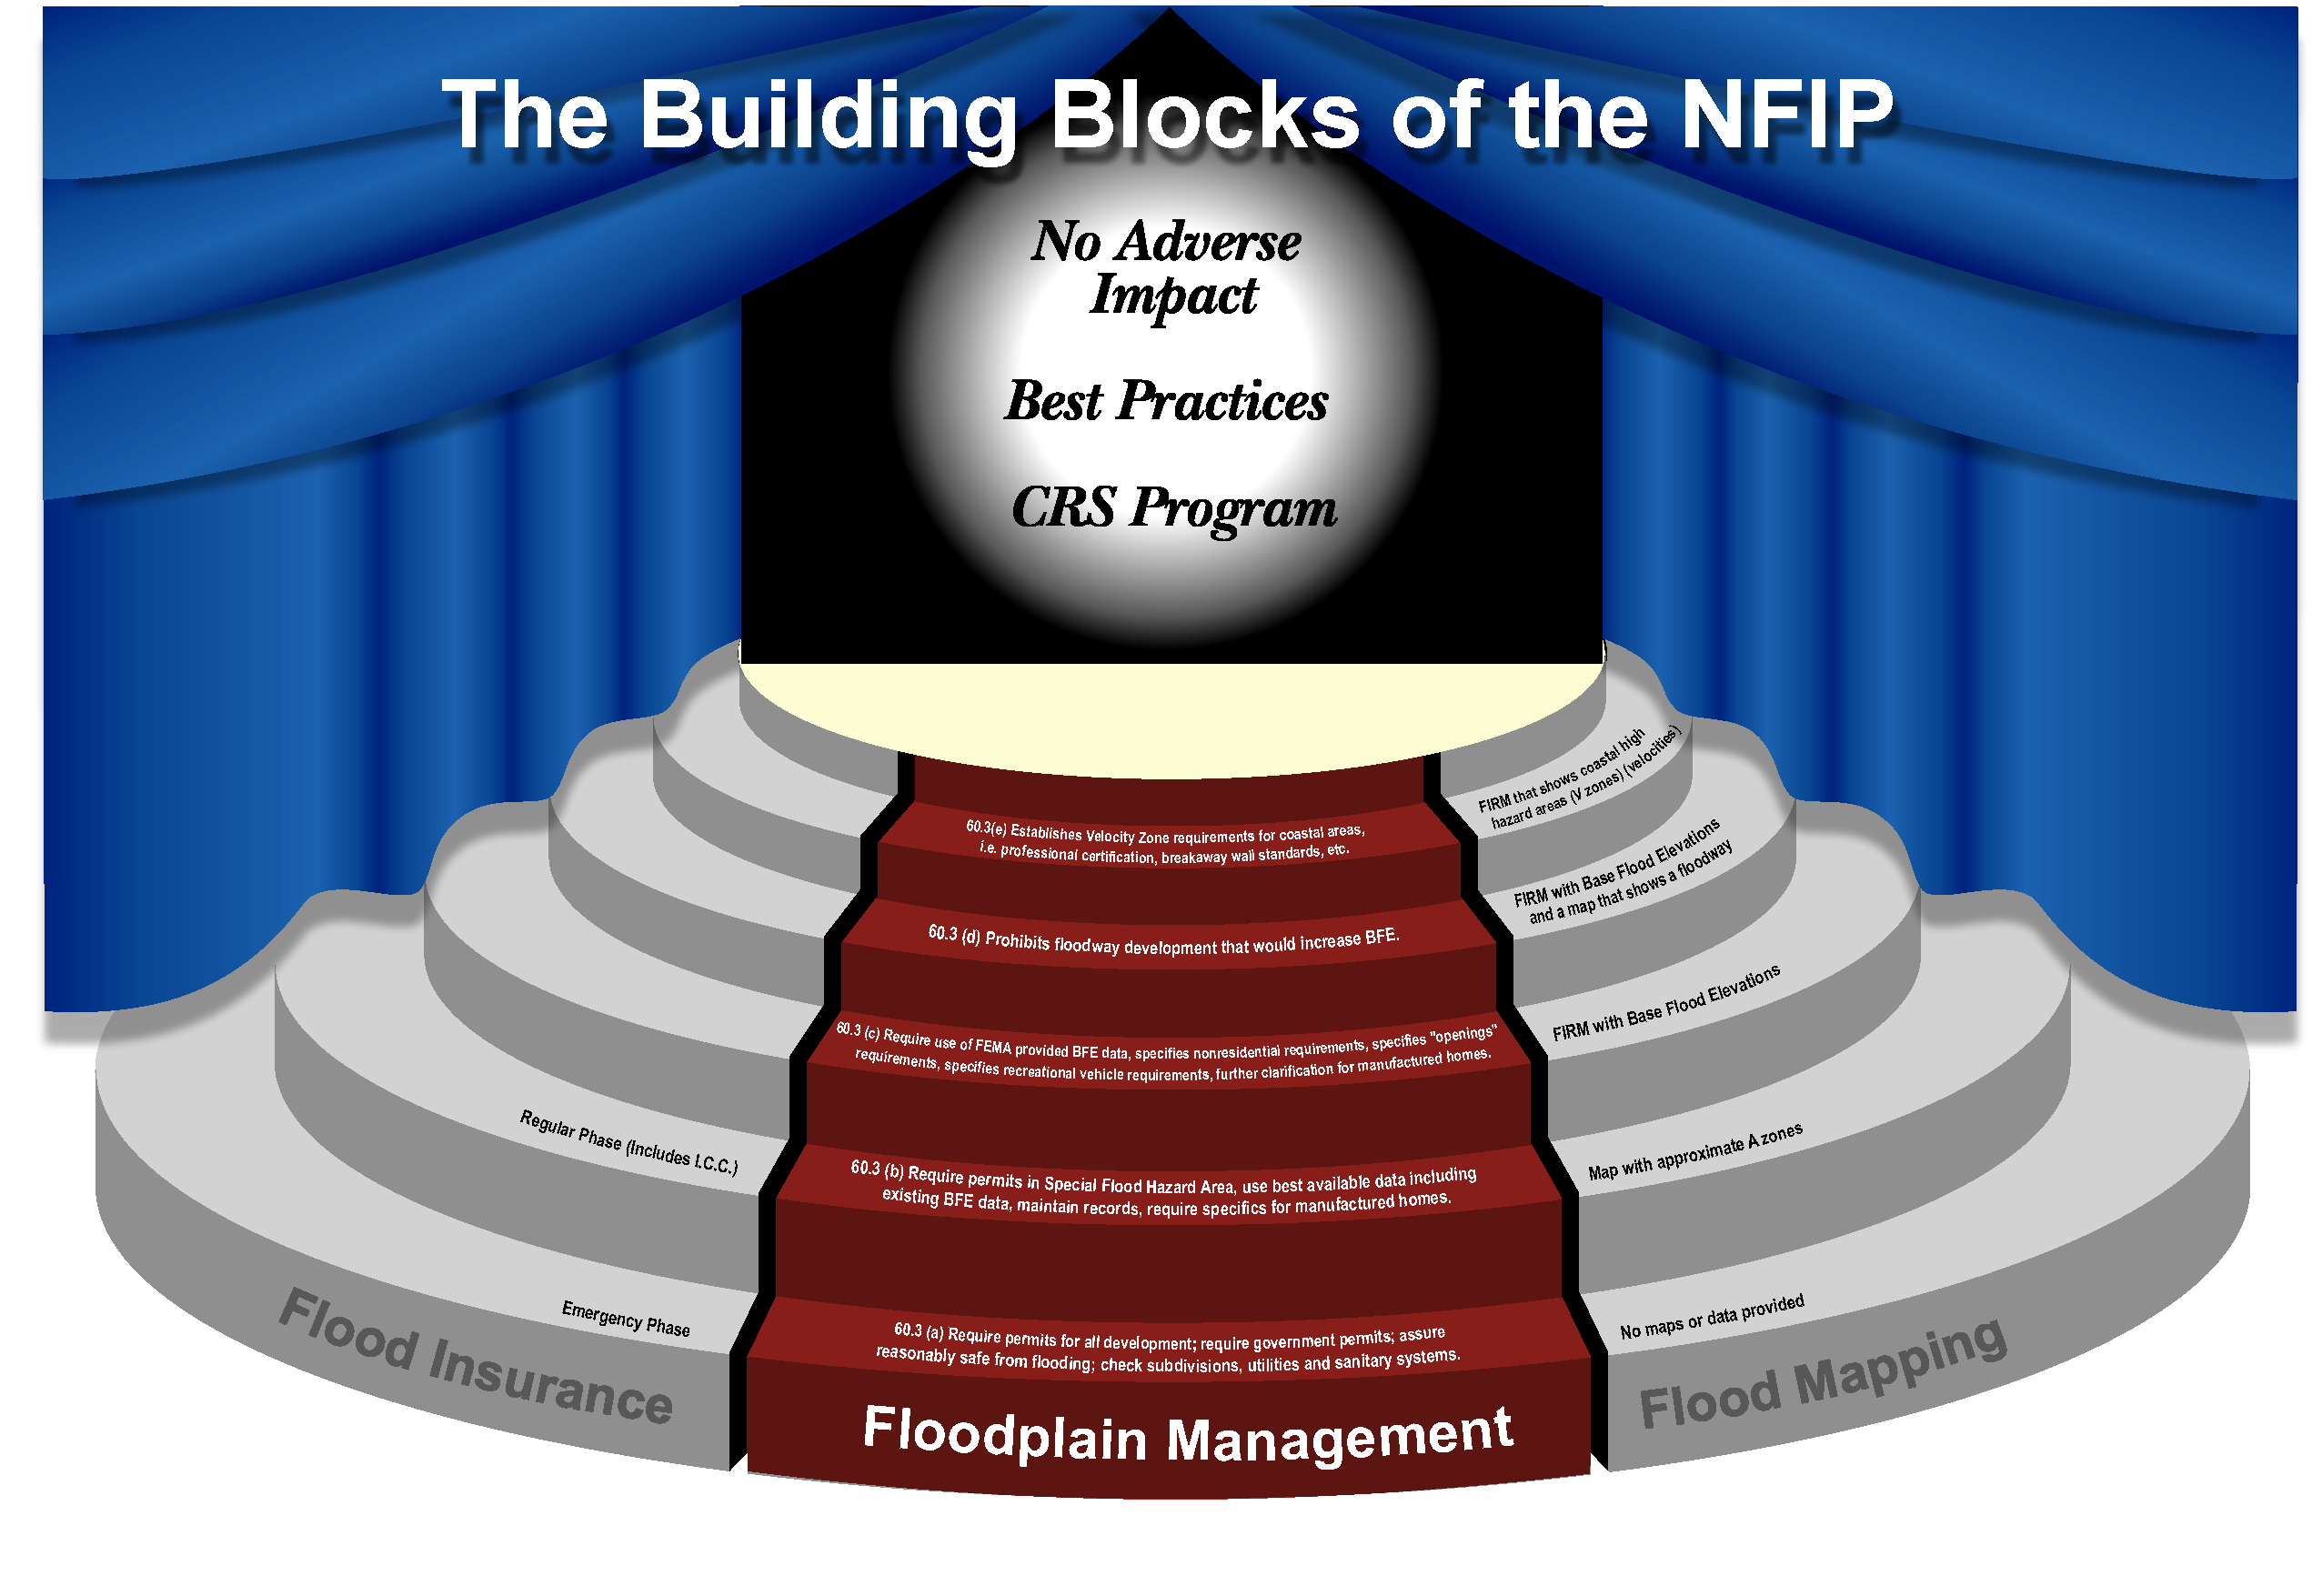 The Building Blocks of the NFIP
No Adverse
Impact
Best Practices
CRS Program
FIRM that shows coastal high
hazard areas (V zones) (velocities)
60.3(e) Establishes Velocity Zone requirements for coastal areas,
i.e. professional certification, breakaway wall standards, etc.
FIRM with Base Flood Elevations
and a map that shows a floodway
60.3 (d) Prohibits floodway development that would increase BFE.
FIRM with Base Flood Elevations
60.3 (c) Require use of FEMA provided BFE data, specifies nonresidential requirements, specifies "openings"
requirements, specifies recreational vehicle requirements, further clarification for manufactured homes.
Regular Phase (Includes I.C.C.)
60.3 (b) Require permits in Special Flood Hazard Area, use best available data including
existing BFE data, maintain records, require specifics for manufactured homes.
Map with approximate A zones
Emergency Phase
60.3 (a) Require permits for all development; require government permits; assure
reasonably safe from flooding; check subdivisions, utilities and sanitary systems.
No maps or data provided
Flood Insurance
Floodplain Management
Flood Mapping